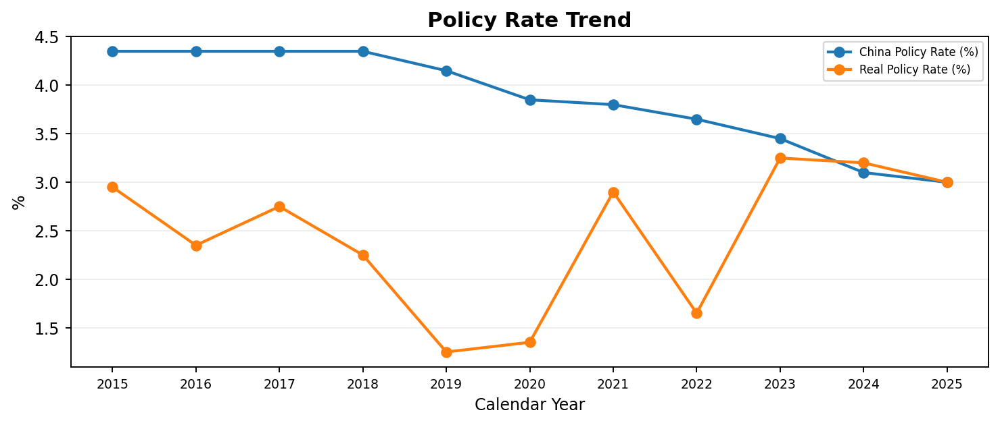 Policy Rate Trend
China Policy Rate (%)
Real Policy Rate (%)
%
4.5
4.0
3.5
3.0
2.5
2.0
1.5
2015 2016 2017 2018 2019 2020 2021 2022 2023 2024 2025
Calendar Year